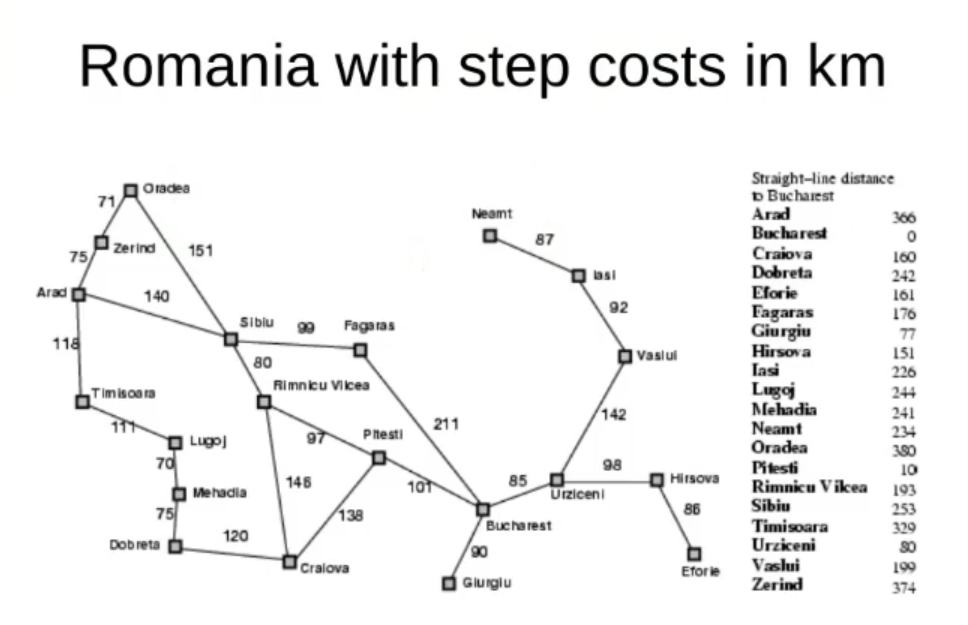 Romania with step costs in km
Oradea
71
Zerind
75
151
Arad
140
118
Timisoara
111
Lugoj
70
Mehadia
75
Dobreta
120
Craiova
Sibiu
99
Fagaras
80
Rimnicu Vilcea
97
Pitesti
211
146
138
101
Bucharest
90
Giurgiu
85
Urziceni
98
Hirsova
86
Eforie
142
Vaslui
92
Iasi
87
Neamt
Straight-line distance
to Bucharest
Arad 366
Bucharest 0
Craiova 160
Dobreta 242
Eforie 161
Fagaras 176
Giurgiu 77
Hirsova 151
Iasi 226
Lugoj 244
Mehadia 241
Neamt 234
Oradea 380
Pitesti 10
Rimnicu Vilcea 193
Sibiu 253
Timisoara 329
Urziceni 80
Vaslui 199
Zerind 374